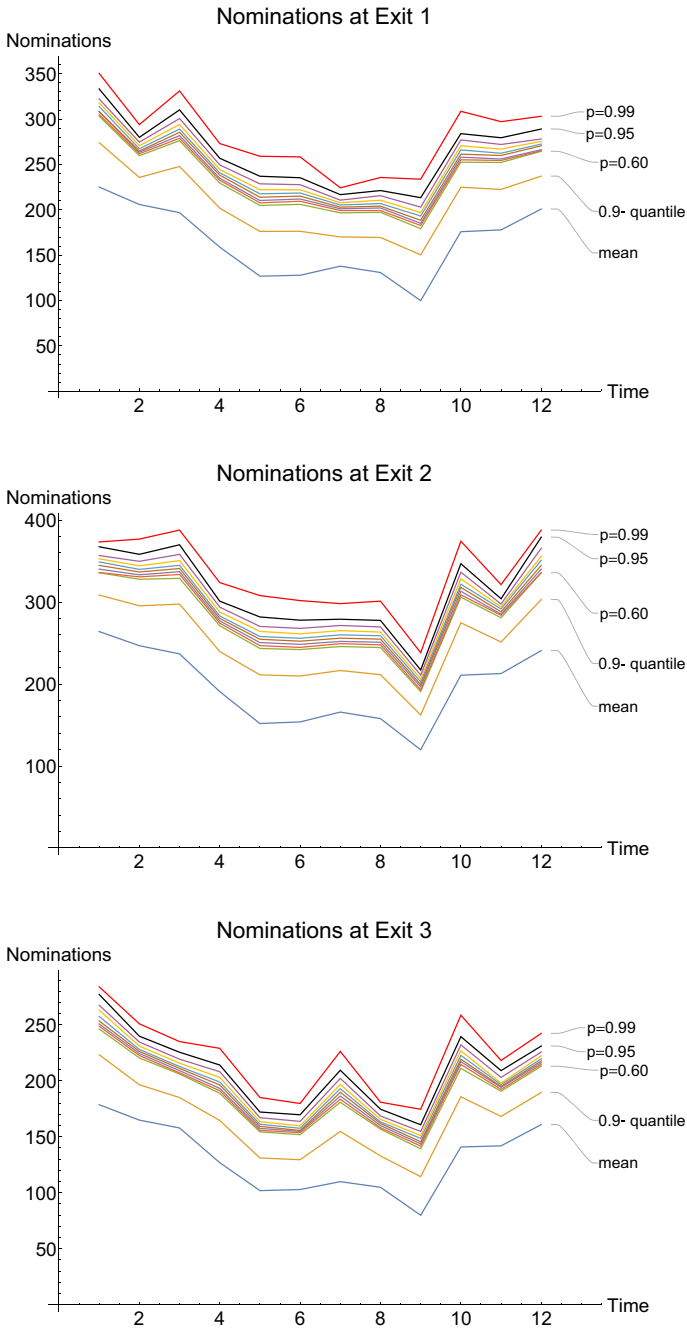 Nominations at Exit 1
Nominations
350
300
250
200
150
100
50
p=0.99
p=0.95
p=0.60
0.9- quantile
mean
Time
2 4 6 8 10 12
Nominations at Exit 2
Nominations
400
300
200
100
p=0.99
p=0.95
p=0.60
0.9- quantile
mean
Time
2 4 6 8 10 12
Nominations at Exit 3
Nominations
250
200
150
100
50
p=0.99
p=0.95
p=0.60
0.9- quantile
mean
Time
2 4 6 8 10 12